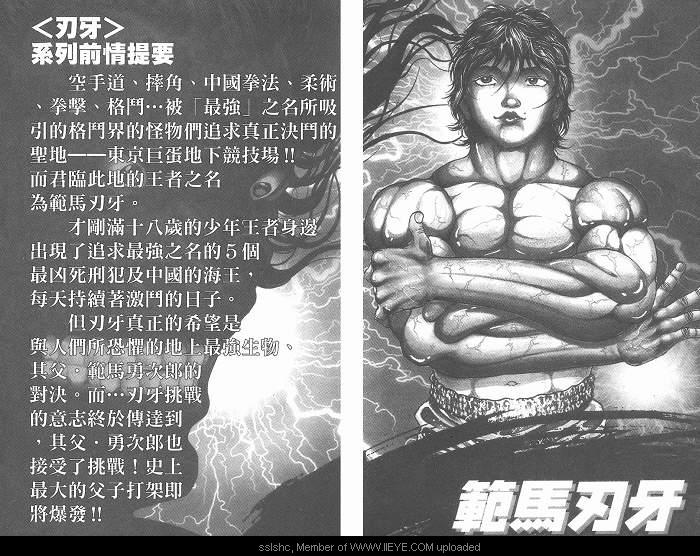 ＜刃牙＞
系列前情提要
空手道、摔角、中國拳法、柔術
、拳擊、格鬥…被「最強」之名所吸
引的格鬥界的怪物們追求真正決鬥的
聖地——東京巨蛋地下競技場!!
而君臨此地的王者之名
為範馬刃牙。
才剛滿十八歲的少年王者身邊
出現了追求最強之名的５個
最凶死刑犯及中國的海王，
每天持續著激鬥的日子。
但刃牙真正的希望是
與人們所恐懼的地上最強生物、
其父．範馬勇次郎的
對決。而…刃牙挑戰
的意志終於傳達到
，其父．勇次郎也
接受了挑戰！史上
最大的父子打架即
將爆發!!
範馬刃牙
sslshc, Member of WWW.IIEYE.COM uploaded